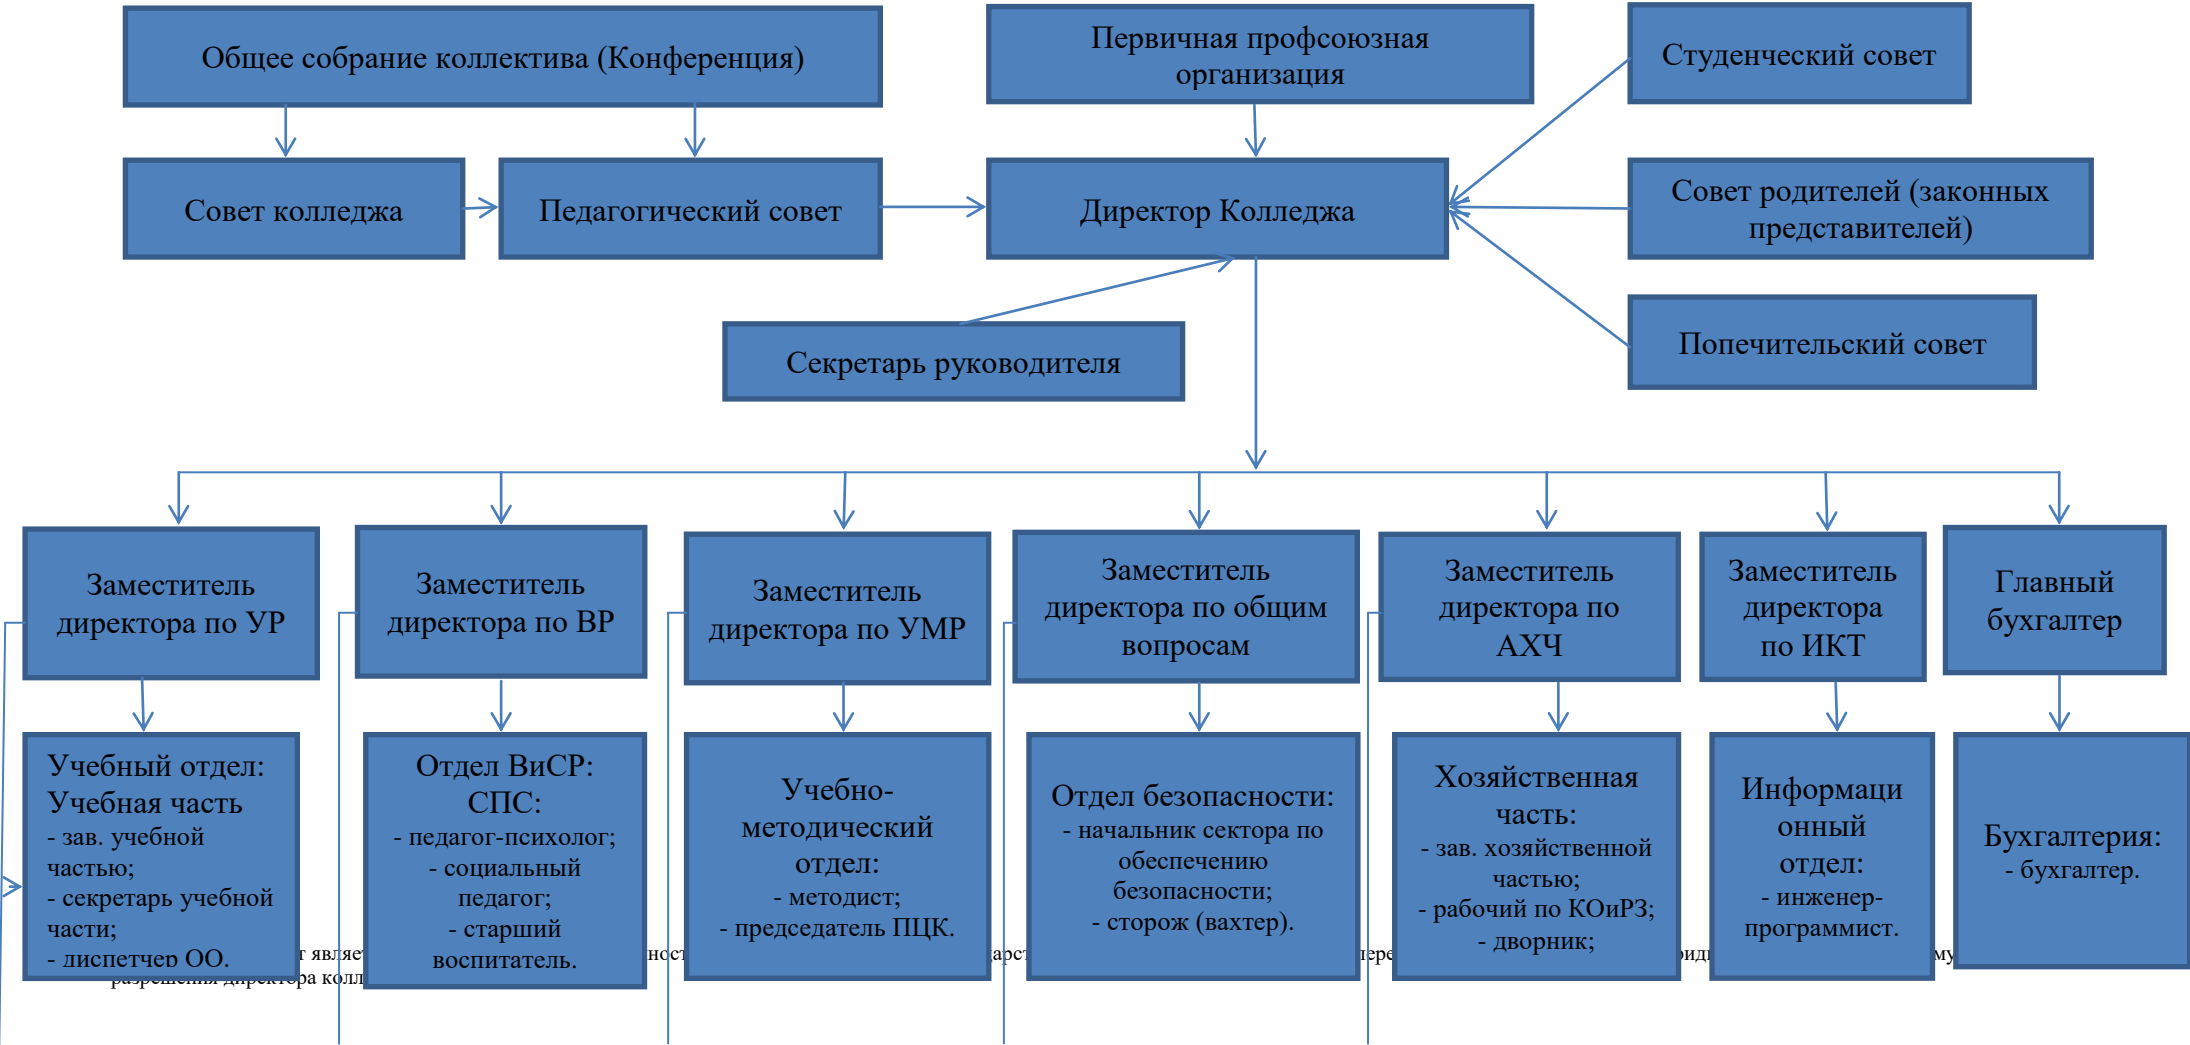 Общее собрание коллектива (Конференция)
Первичная профсоюзная
организация
Студенческий совет
Совет колледжа
Педагогический совет
Директор Колледжа
Совет родителей (законных
представителей)
Секретарь руководителя
Попечительский совет
Заместитель
директора по УР
Заместитель
директора по ВР
Заместитель
директора по УМР
Заместитель
директора по общим
вопросам
Заместитель
директора по
АХЧ
Заместитель
директора
по ИКТ
Главный
бухгалтер
Учебный отдел:
Учебная часть
- зав. учебной
частью;
- секретарь учебной
части;
- диспетчер ОО.
Отдел ВиСР:
СПС:
- педагог-психолог;
- социальный
педагог;
- старший
воспитатель.
Учебно-
методический
отдел:
- методист;
- председатель ПЦК.
Отдел безопасности:
- начальник сектора по
обеспечению
безопасности;
- сторож (вахтер).
Хозяйственная
часть:
- зав. хозяйственной
частью;
- рабочий по КОиРЗ;
- дворник;
Информаци
онный
отдел:
- инженер-
программист.
Бухгалтерия:
- бухгалтер.
разрешения директора